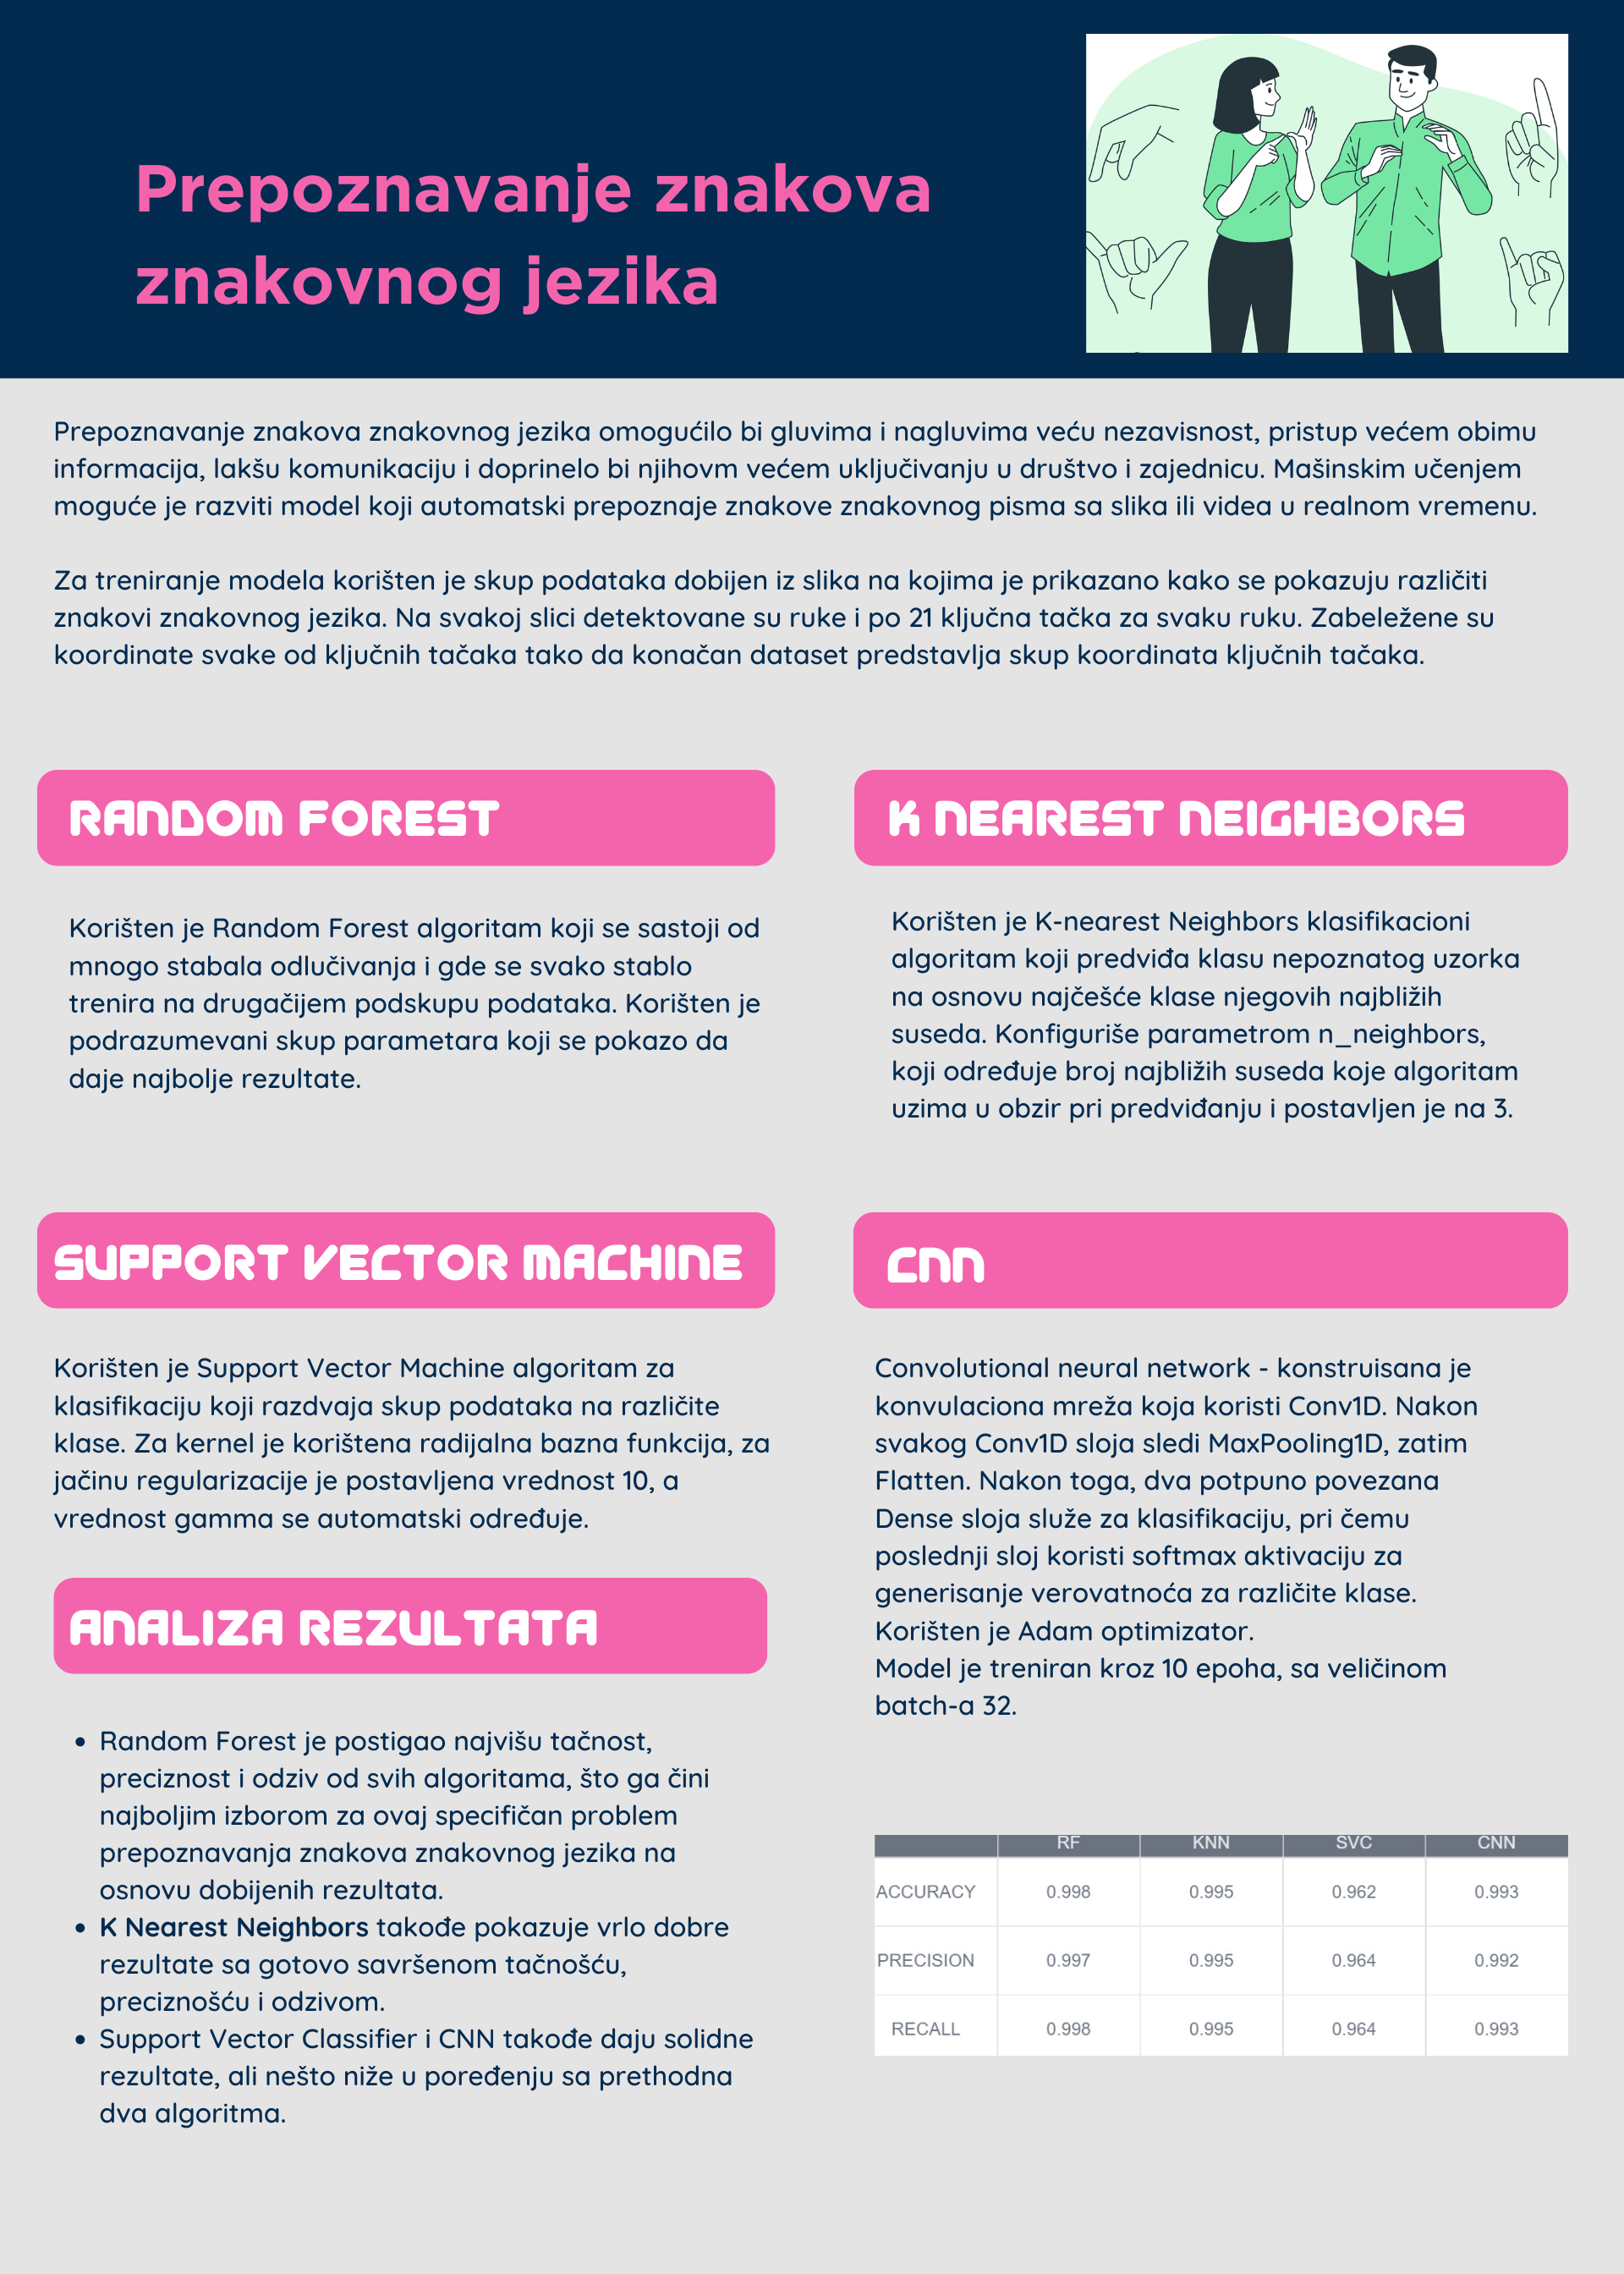 Prepoznavanje znakova
znakovnog jezika
Prepoznavanje znakova znakovnog jezika omogućilo bi gluvima i nagluvima veću nezavisnost, pristup većem obimu
informacija, lakšu komunikaciju i doprinelo bi njihovm većem uključivanju u društvo i zajednicu. Mašinskim učenjem
moguće je razviti model koji automatski prepoznaje znakove znakovnog pisma sa slika ili videa u realnom vremenu.
Za treniranje modela korišten je skup podataka dobijen iz slika na kojima je prikazano kako se pokazuju različiti
znakovi znakovnog jezika. Na svakoj slici detektovane su ruke i po 21 ključna tačka za svaku ruku. Zabeležene su
koordinate svake od ključnih tačaka tako da konačan dataset predstavlja skup koordinata ključnih tačaka.
RANDOM FOREST
Korišten je Random Forest algoritam koji se sastoji od
mnogo stabala odlučivanja i gde se svako stablo
trenira na drugačijem podskupu podataka. Korišten je
podrazumevani skup parametara koji se pokazo da
daje najbolje rezultate.
K NEAREST NEIGHBORS
Korišten je K-nearest Neighbors klasifikacioni
algoritam koji predviđa klasu nepoznatog uzorka
na osnovu najčešće klase njegovih najbližih
suseda. Konfiguriše parametrom n_neighbors,
koji određuje broj najbližih suseda koje algoritam
uzima u obzir pri predviđanju i postavljen je na 3.
SUPPORT VECTOR MACHINE
Korišten je Support Vector Machine algoritam za
klasifikaciju koji razdvaja skup podataka na različite
klase. Za kernel je korištena radijalna bazna funkcija, za
jačinu regularizacije je postavljena vrednost 10, a
vrednost gamma se automatski određuje.
CNN
Convolutional neural network - konstruisana je
konvulaciona mreža koja koristi Conv1D. Nakon
svakog Conv1D sloja sledi MaxPooling1D, zatim
Flatten. Nakon toga, dva potpuno povezana
Dense sloja služe za klasifikaciju, pri čemu
poslednji sloj koristi softmax aktivaciju za
generisanje verovatnoća za različite klase.
Korišten je Adam optimizator.
Model je treniran kroz 10 epoha, sa veličinom
batch-a 32.
ANALIZA REZULTATA
• Random Forest je postigao najvišu tačnost,
preciznost i odziv od svih algoritama, što ga čini
najboljim izborom za ovaj specifičan problem
prepoznavanja znakova znakovnog jezika na
osnovu dobijenih rezultata.
• K Nearest Neighbors takođe pokazuje vrlo dobre
rezultate sa gotovo savršenom tačnošću,
preciznošću i odzivom.
• Support Vector Classifier i CNN takođe daju solidne
rezultate, ali nešto niže u poređenju sa prethodna
dva algoritma.
RF KNN SVC CNN
ACCURACY 0.998 0.995 0.962 0.993
PRECISION 0.997 0.995 0.964 0.992
RECALL 0.998 0.995 0.964 0.993